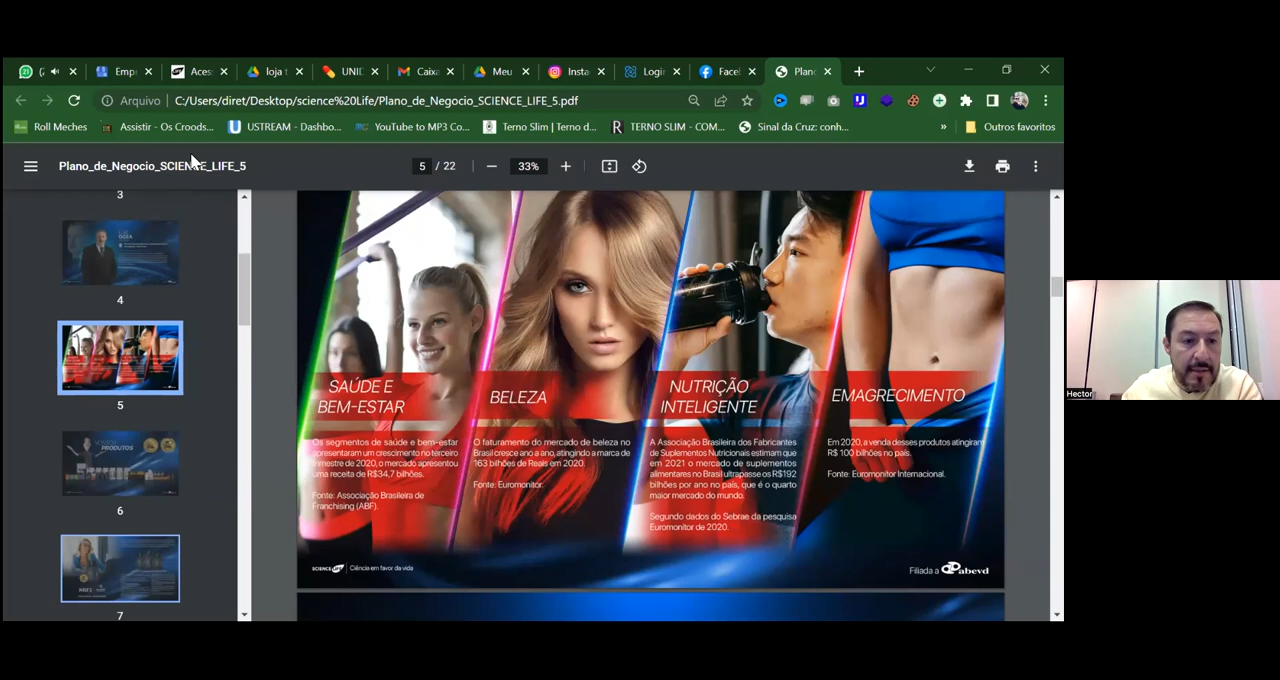 Emp
Aces
loja t
UNI
Caixa
Meu
Insta
Login
Facel
Plano
Arquivo
C:/Users/diret/Desktop/science%20Life/Plano_de_Negocio_SCIENCE_LIFE_5.pdf
Roll Meches
Assistir - Os Croods...
USTREAM - Dashbo...
YouTube to MP3 Co...
Terno Slim | Terno d...
TERNO SLIM - COM...
Sinal da Cruz: conh...
»
Outros favoritos
Plano_de_Negocio_SCIENCE_LIFE_5
5 / 22
33%
3
4
5
6
7
SAÚDE E
BEM-ESTAR
Os segmentos de saúde e bem-estar
apresentaram um crescimento no terceiro
trimestre de 2020, o mercado apresentou
uma receita de R$34,7 bilhões.
Fonte: Associação Brasileira de
Franchising (ABF).
BELEZA
O faturamento do mercado de beleza no
Brasil cresce ano a ano, atingindo a marca de
163 bilhões de Reais em 2020.
Fonte: Euromonitor.
NUTRIÇÃO
INTELIGENTE
A Associação Brasileira dos Fabricantes
de Suplementos Nutricionais estimam que
em 2021 o mercado de suplementos
alimentares no Brasil ultrapasse os R$192
bilhões por ano no país, que é o quarto
maior mercado do mundo.
Segundo dados do Sebrae da pesquisa
Euromonitor de 2020.
EMAGRECIMENTO
Em 2020, a venda desses produtos atingiram
R$ 100 bilhões no país.
Fonte: Euromonitor Internacional.
SCIENCE LIFE | Ciência em favor da vida
Filiada a abevd
Hector